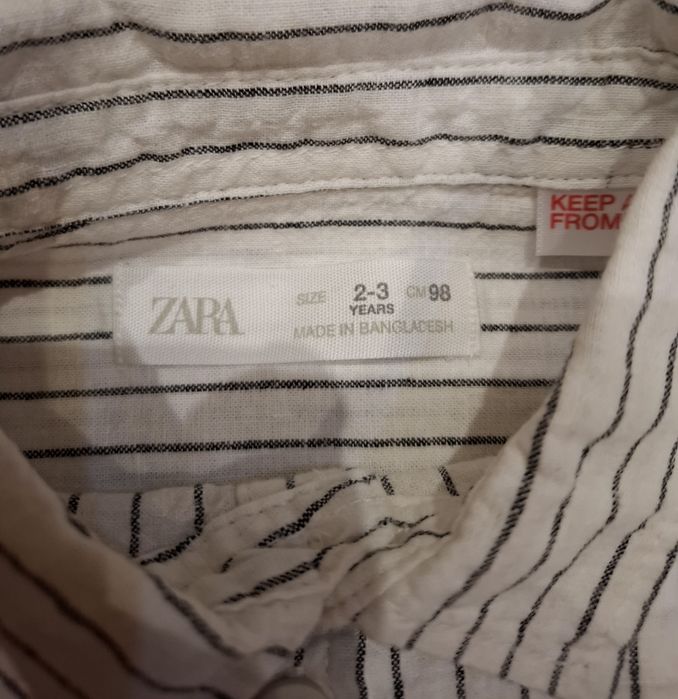 ZARA
SIZE 2-3 YEARS CM 98
MADE IN BANGLADESH
KEEP
FROM